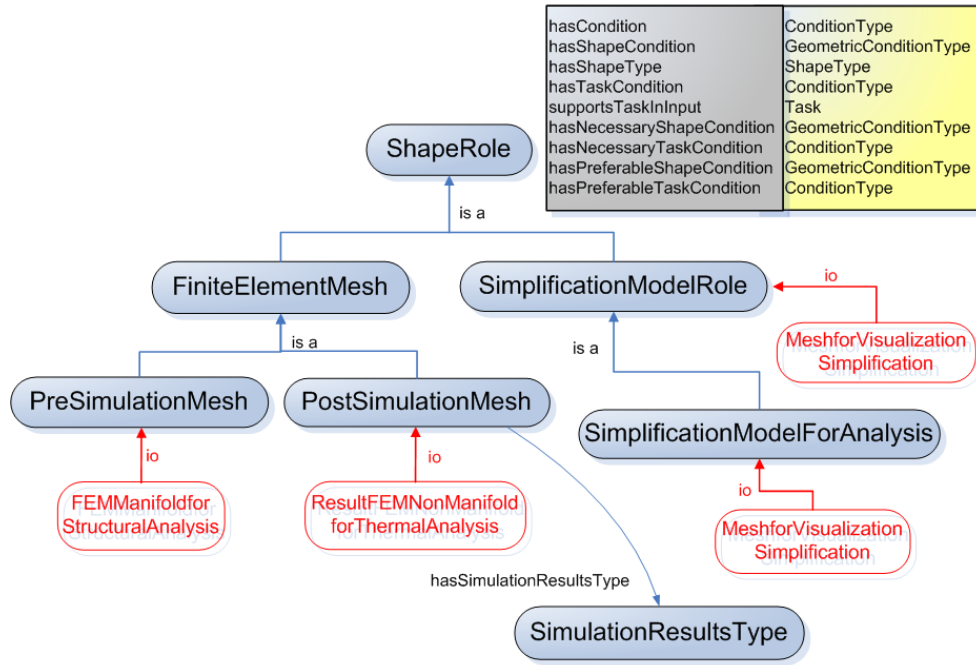 hasCondition ConditionType
hasShapeCondition GeometricConditionType
hasShapeType ShapeType
hasTaskCondition ConditionType
supportsTaskInInput Task
hasNecessaryShapeCondition GeometricConditionType
hasNecessaryTaskCondition ConditionType
hasPreferableShapeCondition GeometricConditionType
hasPreferableTaskCondition ConditionType
ShapeRole
is a
FiniteElementMesh
SimplificationModelRole
io
MeshforVisualization
Simplification
is a
is a
PreSimulationMesh
PostSimulationMesh
SimplificationModelForAnalysis
io
io
io
FEMManifoldfor
StructuralAnalysis
ResultFEMNonManifold
forThermalAnalysis
MeshforVisualization
Simplification
hasSimulationResultsType
SimulationResultsType